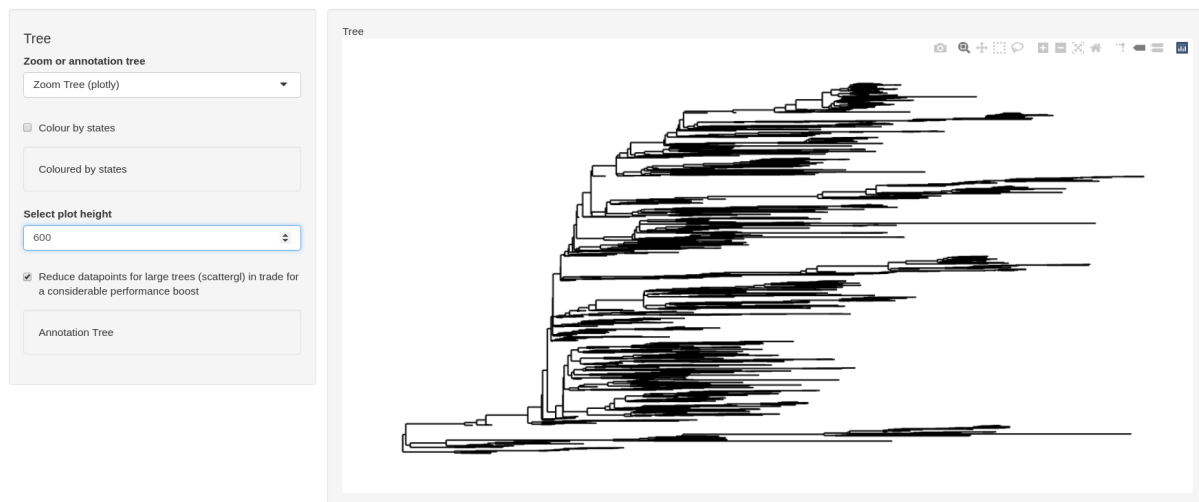 Tree
Zoom or annotation tree
Zoom Tree (plotly)
Colour by states
Coloured by states
Select plot height
600
Reduce datapoints for large trees (scattergl) in trade for
a considerable performance boost
Annotation Tree
Tree